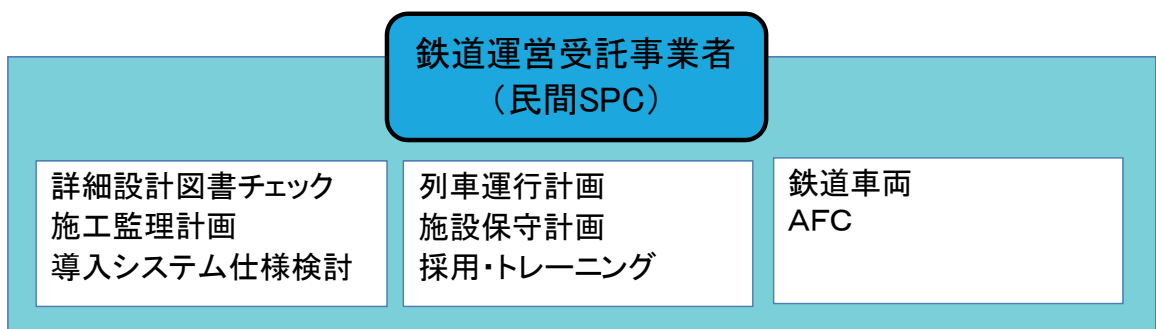 鉄道運営受託事業者
（民間SPC）
詳細設計図書チェック
施工監理計画
導入システム仕様検討
列車運行計画
施設保守計画
採用・トレーニング
鉄道車両
ＡＦＣ